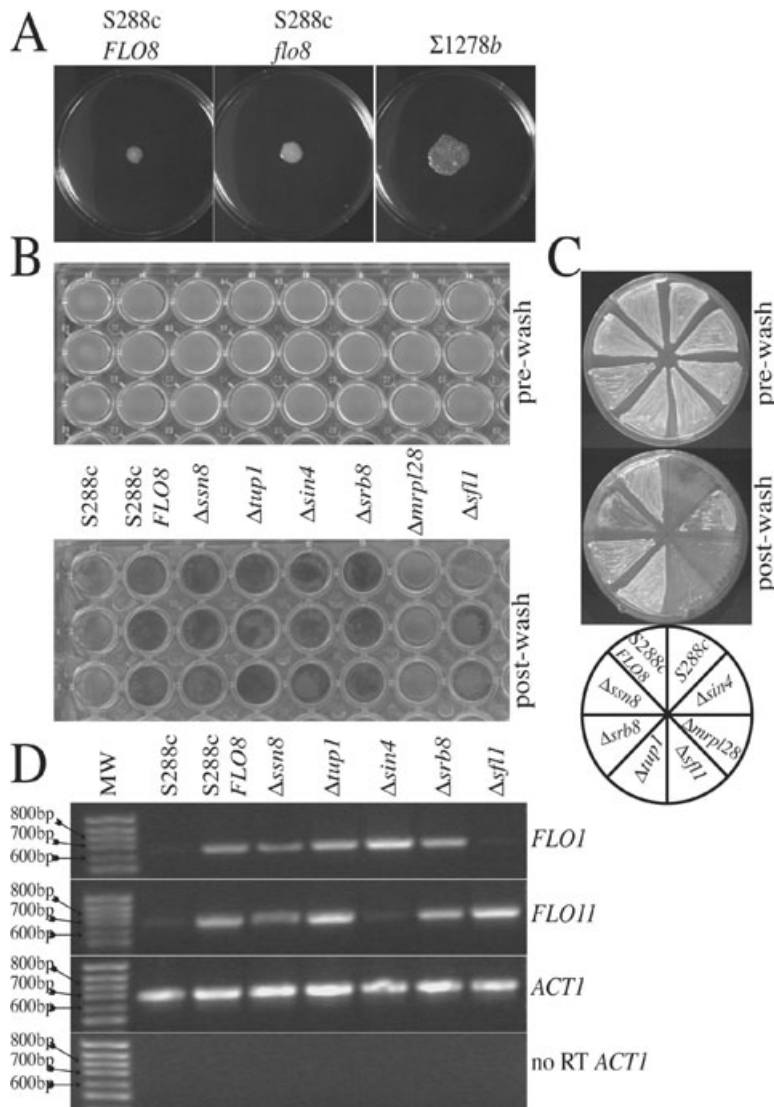 A
S288c
FLO8
S288c
flo8
Σ1278b
B
pre-wash
S288c
S288c
FLO8
Δssn8
Δtup1
Δsin4
Δsrb8
Δmrpl28
Δsfl1
post-wash
C
pre-wash
post-wash
S288c
FLO8
S288c
Δssn8
Δsin4
Δsrb8
Δmrpl28
Δtup1
Δsfl1
D
MW
S288c
S288c
FLO8
Δssn8
Δtup1
Δsin4
Δsrb8
Δsfl1
800bp
700bp
600bp
FLO1
800bp
700bp
600bp
FLO11
800bp
700bp
600bp
ACT1
800bp
700bp
600bp
no RT ACT1